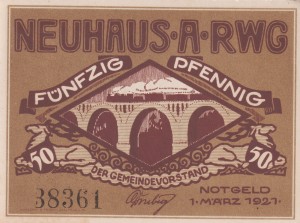 NEUHAUS·A·RWG
FÜNFZIG PFENNIG
50 50
DER GEMEINDEVORSTAND
38361
NOTGELD
1·MÄRZ 1921·